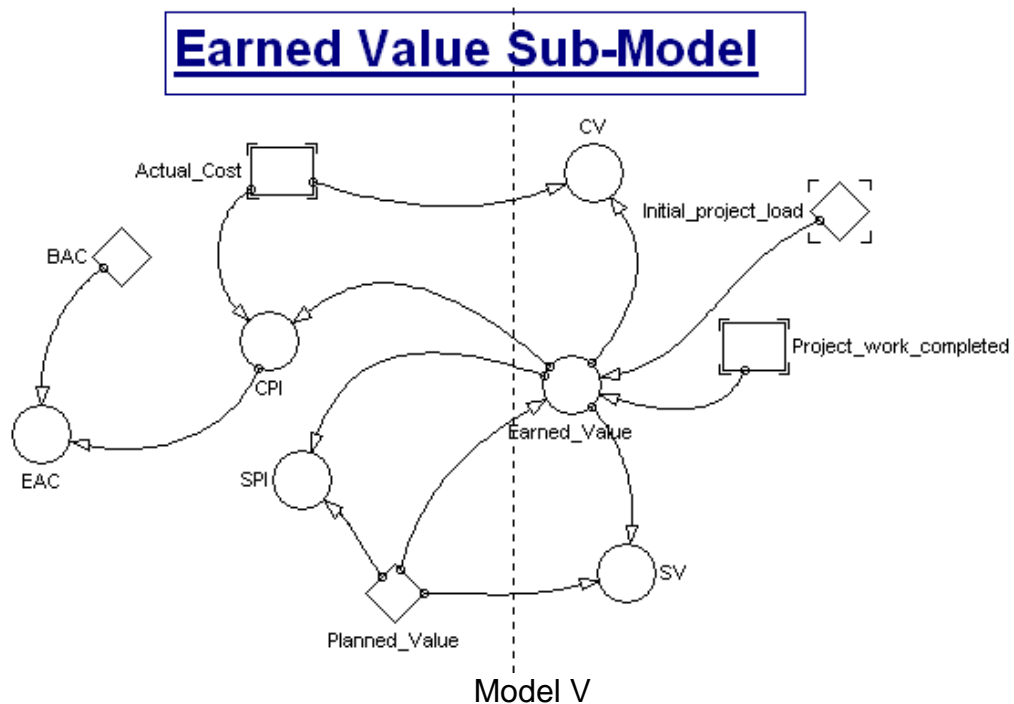 Earned Value Sub-Model
CV
Actual_Cost
Initial_project_load
BAC
Project_work_completed
CPI
Earned_Value
EAC
SPI
SV
Planned_Value
Model V